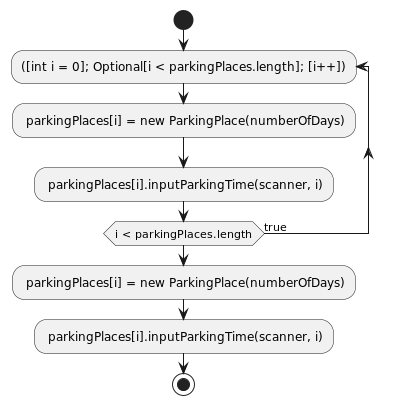 ([int i = 0]; Optional[i < parkingPlaces.length]; [i++])
parkingPlaces[i] = new ParkingPlace(numberOfDays)
parkingPlaces[i].inputParkingTime(scanner, i)
i < parkingPlaces.length
true
parkingPlaces[i] = new ParkingPlace(numberOfDays)
parkingPlaces[i].inputParkingTime(scanner, i)